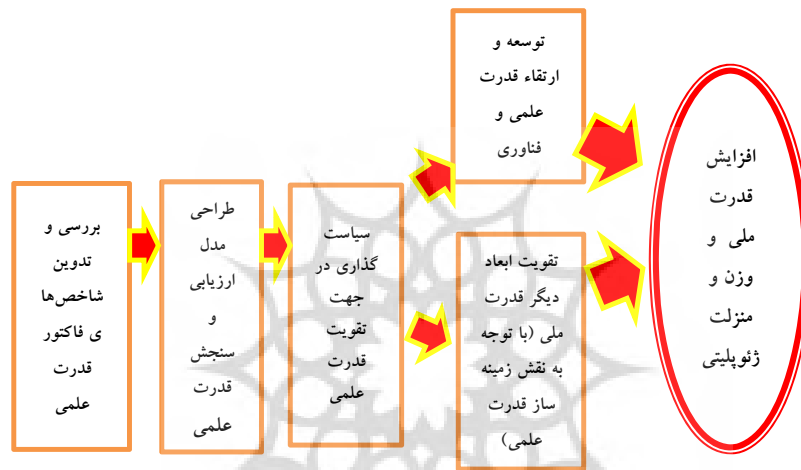 بررسی و
تدوین
شاخص‌ها
ی فاکتور
قدرت
علمی
طراحی
مدل
ارزیابی
و
سنجش
قدرت
علمی
سیاست
گذاری در
جهت
تقویت
قدرت
علمی
توسعه و
ارتقاء قدرت
علمی و
فناوری
تقویت ابعاد
دیگر قدرت
ملی (با توجه
به نقش زمینه
ساز قدرت
علمی)
افزایش
قدرت
ملی و
وزن و
منزلت
ژئوپلیتی